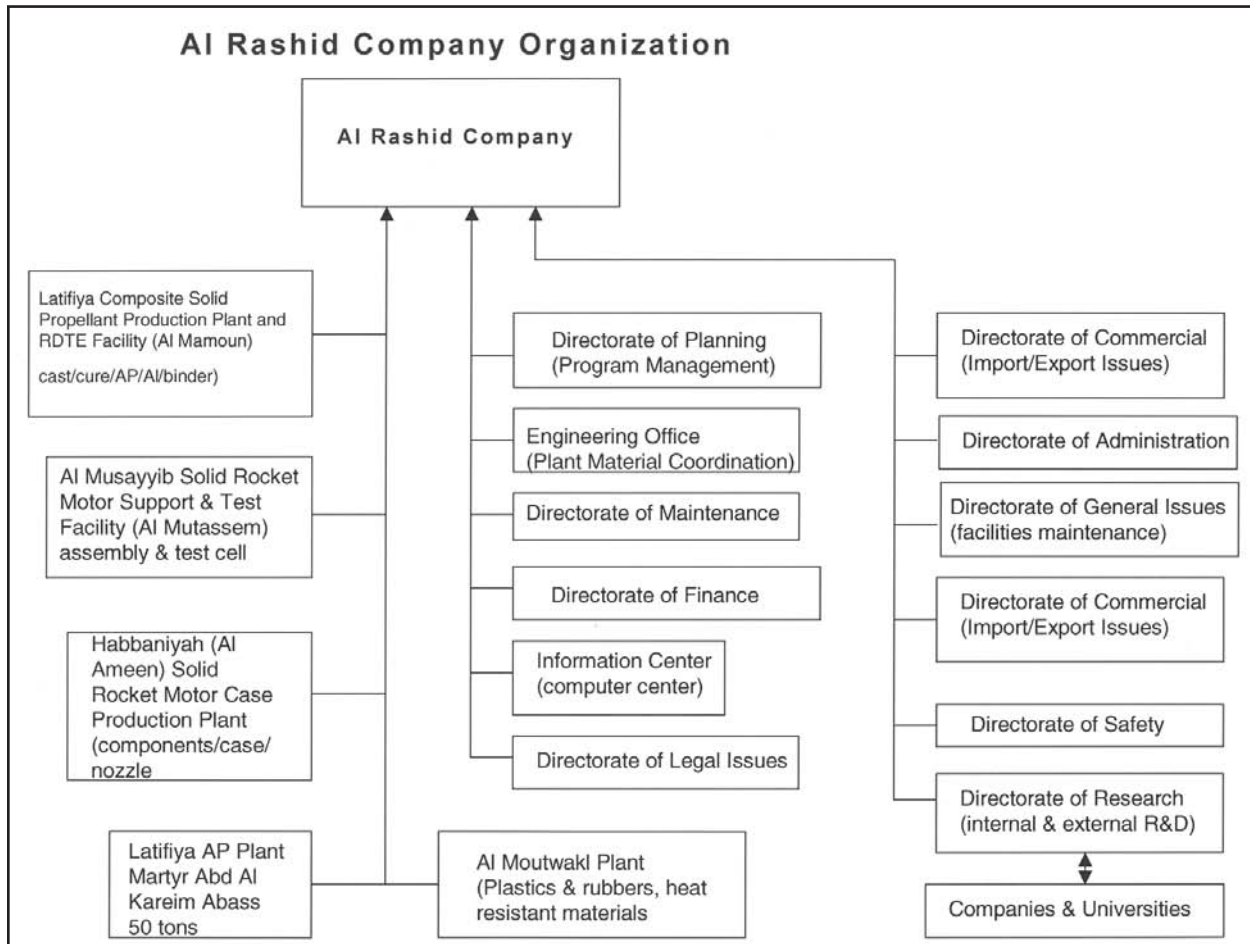 Al Rashid Company Organization
Al Rashid Company
Latifiya Composite Solid
Propellant Production Plant and
RDTE Facility (Al Mamoun)
cast/cure/AP/Al/binder)
Al Musayyib Solid Rocket
Motor Support & Test
Facility (Al Mutassem)
assembly & test cell
Habbaniyah (Al
Ameen) Solid
Rocket Motor Case
Production Plant
(components/case/
nozzle
Latifiya AP Plant
Martyr Abd Al
Kareim Abass
50 tons
Al Moutwakl Plant
(Plastics & rubbers, heat
resistant materials
Directorate of Planning
(Program Management)
Engineering Office
(Plant Material Coordination)
Directorate of Maintenance
Directorate of Finance
Information Center
(computer center)
Directorate of Legal Issues
Directorate of Commercial
(Import/Export Issues)
Directorate of Administration
Directorate of General Issues
(facilities maintenance)
Directorate of Commercial
(Import/Export Issues)
Directorate of Safety
Directorate of Research
(internal & external R&D)
Companies & Universities